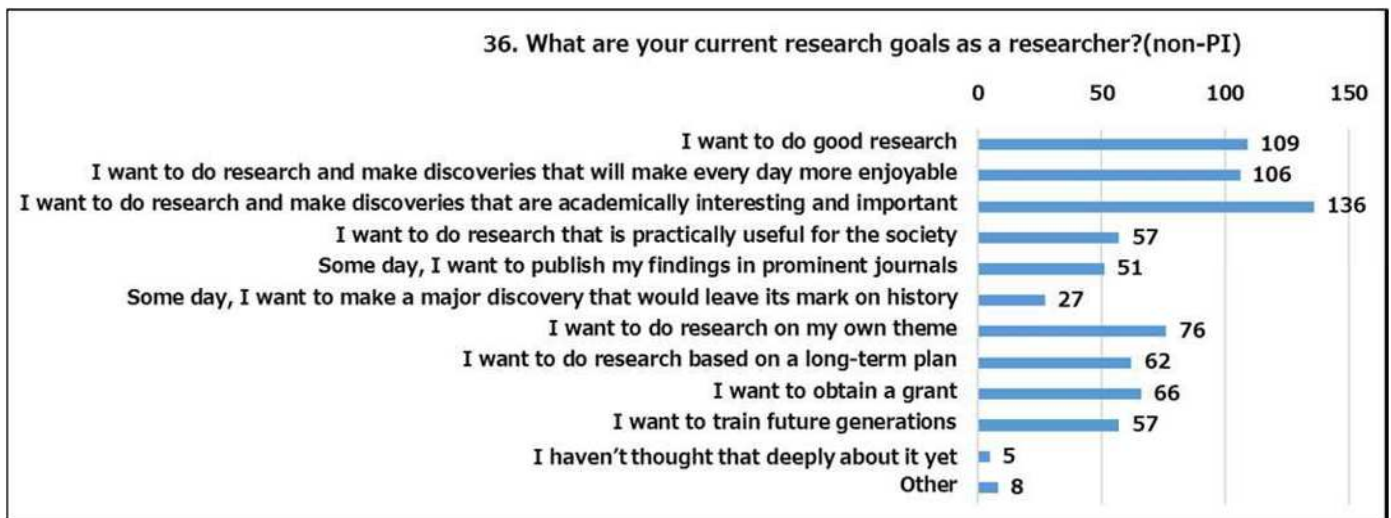 36. What are your current research goals as a researcher?(non-PI)
0 50 100 150
I want to do good research 109
I want to do research and make discoveries that will make every day more enjoyable 106
I want to do research and make discoveries that are academically interesting and important 136
I want to do research that is practically useful for the society 57
Some day, I want to publish my findings in prominent journals 51
Some day, I want to make a major discovery that would leave its mark on history 27
I want to do research on my own theme 76
I want to do research based on a long-term plan 62
I want to obtain a grant 66
I want to train future generations 57
I haven't thought that deeply about it yet 5
Other 8